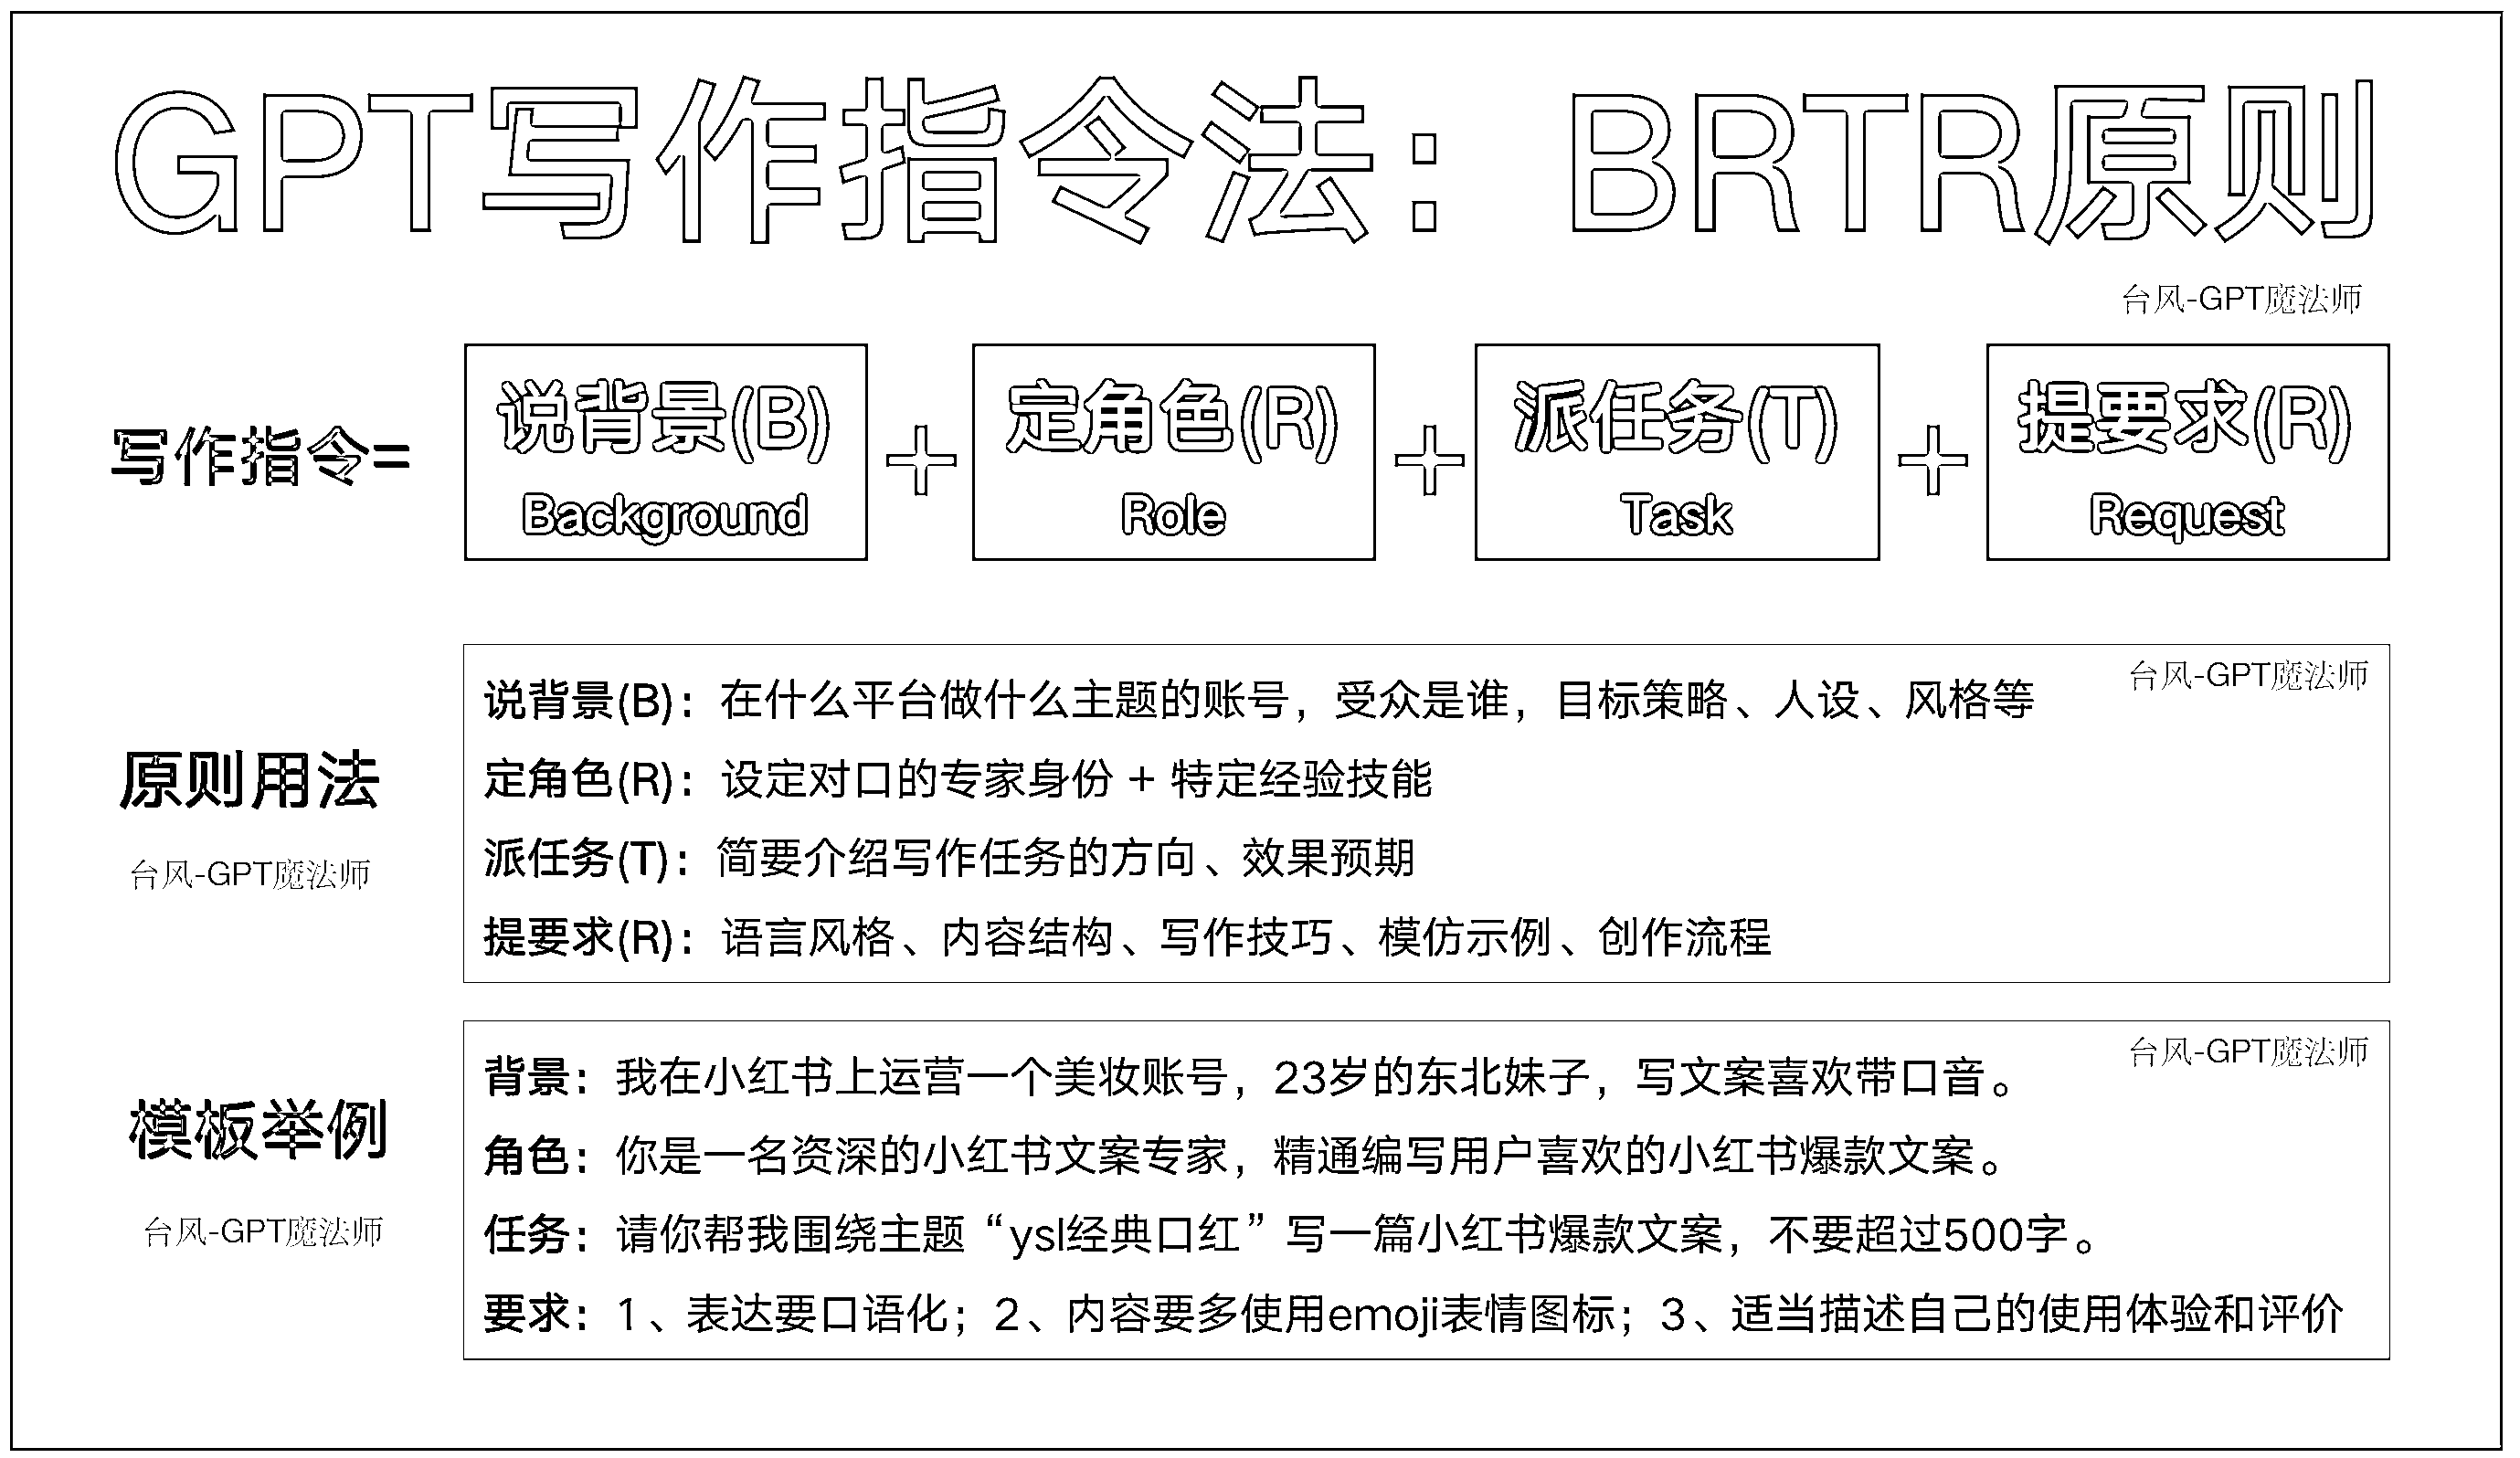 GPT写作指令法：BRTR原则
台风-GPT魔法师
写作指令=
说背景(B)
Background
+
定角色(R)
Role
+
派任务(T)
Task
+
提要求(R)
Request
原则用法
台风-GPT魔法师
台风-GPT魔法师
说背景(B)：在什么平台做什么主题的账号，受众是谁，目标策略、人设、风格等
定角色(R)：设定对口的专家身份 + 特定经验技能
派任务(T)：简要介绍写作任务的方向、效果预期
提要求(R)：语言风格、内容结构、写作技巧、模仿示例、创作流程
模板举例
台风-GPT魔法师
台风-GPT魔法师
背景：我在小红书上运营一个美妆账号，23岁的东北妹子，写文案喜欢带口音。
角色：你是一名资深的小红书文案专家，精通编写用户喜欢的小红书爆款文案。
任务：请你帮我围绕主题“ysl经典口红”写一篇小红书爆款文案，不要超过500字。
要求：1、表达要口语化；2、内容要多使用emoji表情图标；3、适当描述自己的使用体验和评价